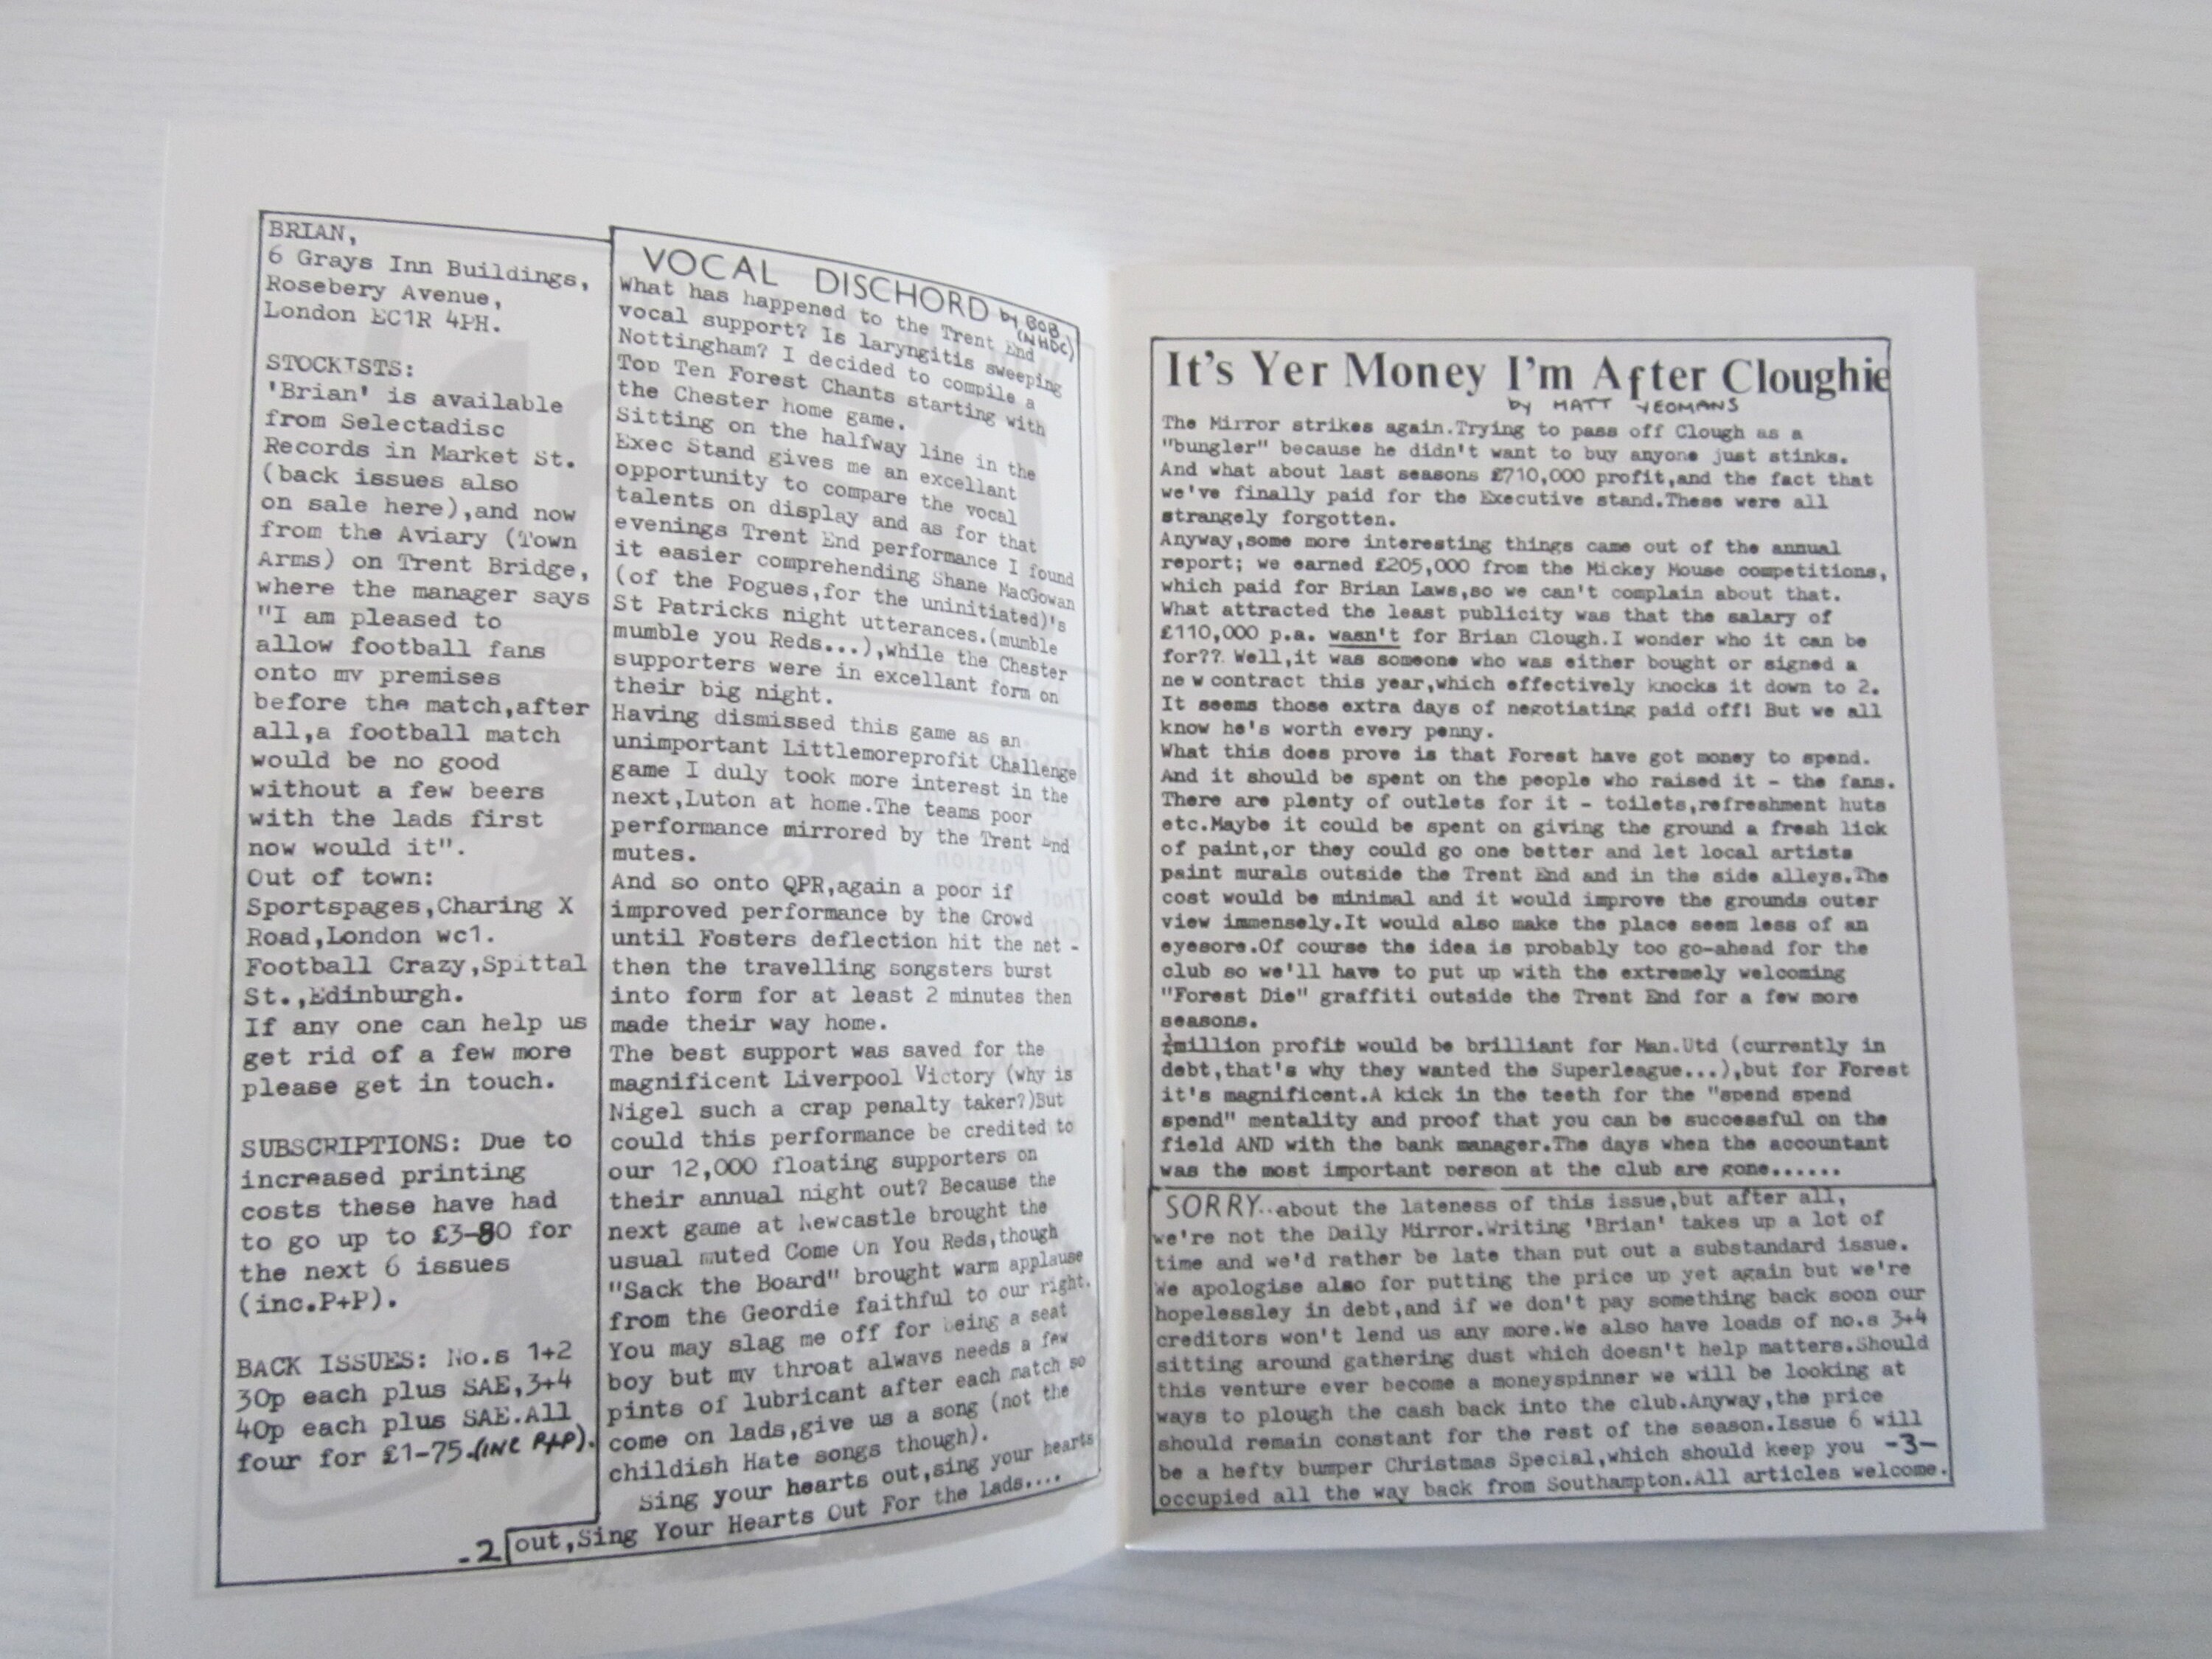 BRIAN,
6 Grays Inn Buildings,
Rosebery Avenue,
London EC1R 4PH.
STOCKISTS:
'Brian' is available
from Selectadisc
Records in Market St.
(back issues also
on sale here),and now
from the Aviary (Town
Arms) on Trent Bridge,
where the manager says
"I am pleased to
allow football fans
onto my premises
before the match,after
all,a football match
would be no good
without a few beers
with the lads first
now would it".
Out of town:
Sportspages,Charing X
Road,London wc1.
Football Crazy,Spittal
St.,Edinburgh.
If any one can help us
get rid of a few more
please get in touch.
SUBSCRIPTIONS: Due to
increased printing
costs these have had
to go up to £3-80 for
the next 6 issues
(inc.P+P).
BACK ISSUES: No.s 1+2
30p each plus SAE,3+4
40p each plus SAE.All
four for £1-75.(INC P+P).
-2
VOCAL DISCHORD by BOB
(NHDC)
What has happened to the Trent End
vocal support? Is laryngitis sweeping
Nottingham? I decided to compile a
Top Ten Forest Chants starting with
the Chester home game.
Sitting on the halfway line in the
Exec Stand gives me an excellant
opportunity to compare the vocal
talents on display and as for that
evenings Trent End performance I found
it easier comprehending Shane MacGowan
(of the Pogues,for the uninitiated)'s
St Patricks night utterances.(mumble
mumble you Reds...),while the Chester
supporters were in excellant form on
their big night.
Having dismissed this game as an
unimportant Littlemoreprofit Challenge
game I duly took more interest in the
next,Luton at home.The teams poor
performance mirrored by the Trent End
mutes.
And so onto QPR,again a poor if
improved performance by the Crowd
until Fosters deflection hit the net -
then the travelling songsters burst
into form for at least 2 minutes then
made their way home.
The best support was saved for the
magnificent Liverpool Victory (why is
Nigel such a crap penalty taker?)But
could this performance be credited to
our 12,000 floating supporters on
their annual night out? Because the
next game at Newcastle brought the
usual muted Come On You Reds,though
"Sack the Board" brought warm applause
from the Geordie faithful to our right.
You may slag me off for being a seat
boy but my throat always needs a few
pints of lubricant after each match so
come on lads,give us a song (not the
childish Hate songs though).
Sing your hearts out,sing your hearts
out,Sing Your Hearts Out For the Lads....
It's Yer Money I'm After Cloughie
by MATT YEOMANS
The Mirror strikes again.Trying to pass off Clough as a
"bungler" because he didn't want to buy anyone just stinks.
And what about last seasons £710,000 profit,and the fact that
we've finally paid for the Executive stand.These were all
strangely forgotten.
Anyway,some more interesting things came out of the annual
report; we earned £205,000 from the Mickey Mouse competitions,
which paid for Brian Laws,so we can't complain about that.
What attracted the least publicity was that the salary of
£110,000 p.a. wasn't for Brian Clough.I wonder who it can be
for?? Well,it was someone who was either bought or signed a
new contract this year,which effectively knocks it down to 2.
It seems those extra days of negotiating paid off! But we all
know he's worth every penny.
What this does prove is that Forest have got money to spend.
And it should be spent on the people who raised it - the fans.
There are plenty of outlets for it - toilets,refreshment huts
etc.Maybe it could be spent on giving the ground a fresh lick
of paint,or they could go one better and let local artists
paint murals outside the Trent End and in the side alleys.The
cost would be minimal and it would improve the grounds outer
view immensely.It would also make the place seem less of an
eyesore.Of course the idea is probably too go-ahead for the
club so we'll have to put up with the extremely welcoming
"Forest Die" graffiti outside the Trent End for a few more
seasons.
million profit would be brilliant for Man.Utd (currently in
debt,that's why they wanted the Superleague...),but for Forest
it's magnificent.A kick in the teeth for the "spend spend
spend" mentality and proof that you can be successful on the
field AND with the bank manager.The days when the accountant
was the most important person at the club are gone......
SORRY..about the lateness of this issue,but after all,
we're not the Daily Mirror.Writing 'Brian' takes up a lot of
time and we'd rather be late than put out a substandard issue.
We apologise also for putting the price up yet again but we're
hopelessley in debt,and if we don't pay something back soon our
creditors won't lend us any more.We also have loads of no.s 3+4
sitting around gathering dust which doesn't help matters.Should
this venture ever become a moneyspinner we will be looking at
ways to plough the cash back into the club.Anyway,the price
should remain constant for the rest of the season.Issue 6 will
be a hefty bumper Christmas Special,which should keep you -3-
occupied all the way back from Southampton.All articles welcome.